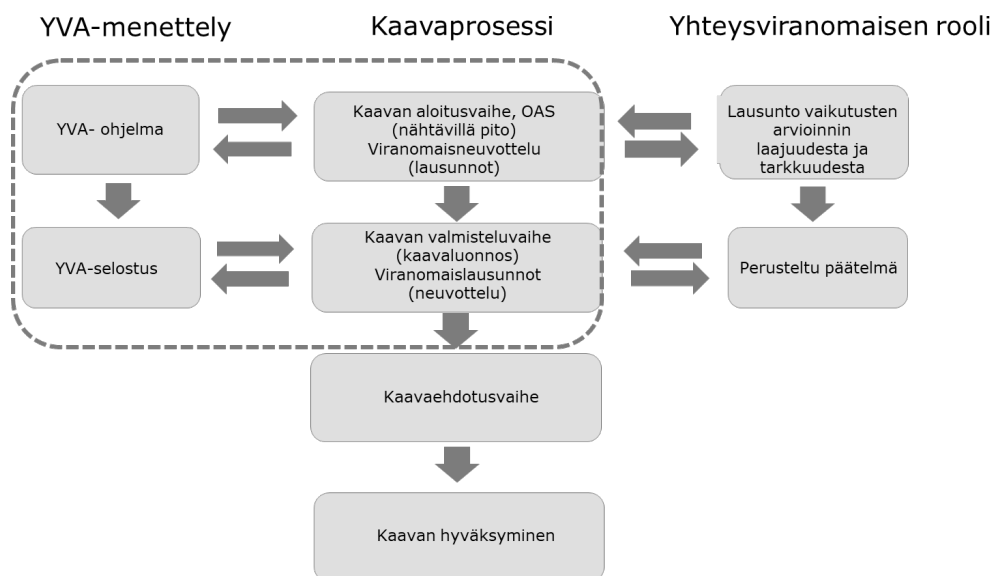 YVA-menettely
Kaavaprosessi
Yhteysviranomaisen rooli
YVA- ohjelma
Kaavan aloitusvaihe, OAS
(nähtävillä pito)
Viranomaisneuvottelu
(lausunnot)
Lausunto vaikutusten
arvioinnin
laajuudesta ja
tarkkuudesta
YVA-selostus
Kaavan valmisteluvaihe
(kaavaluonnos)
Viranomaislausunnot
(neuvottelu)
Perusteltu päätelmä
Kaavaehdotusvaihe
Kaavan hyväksyminen